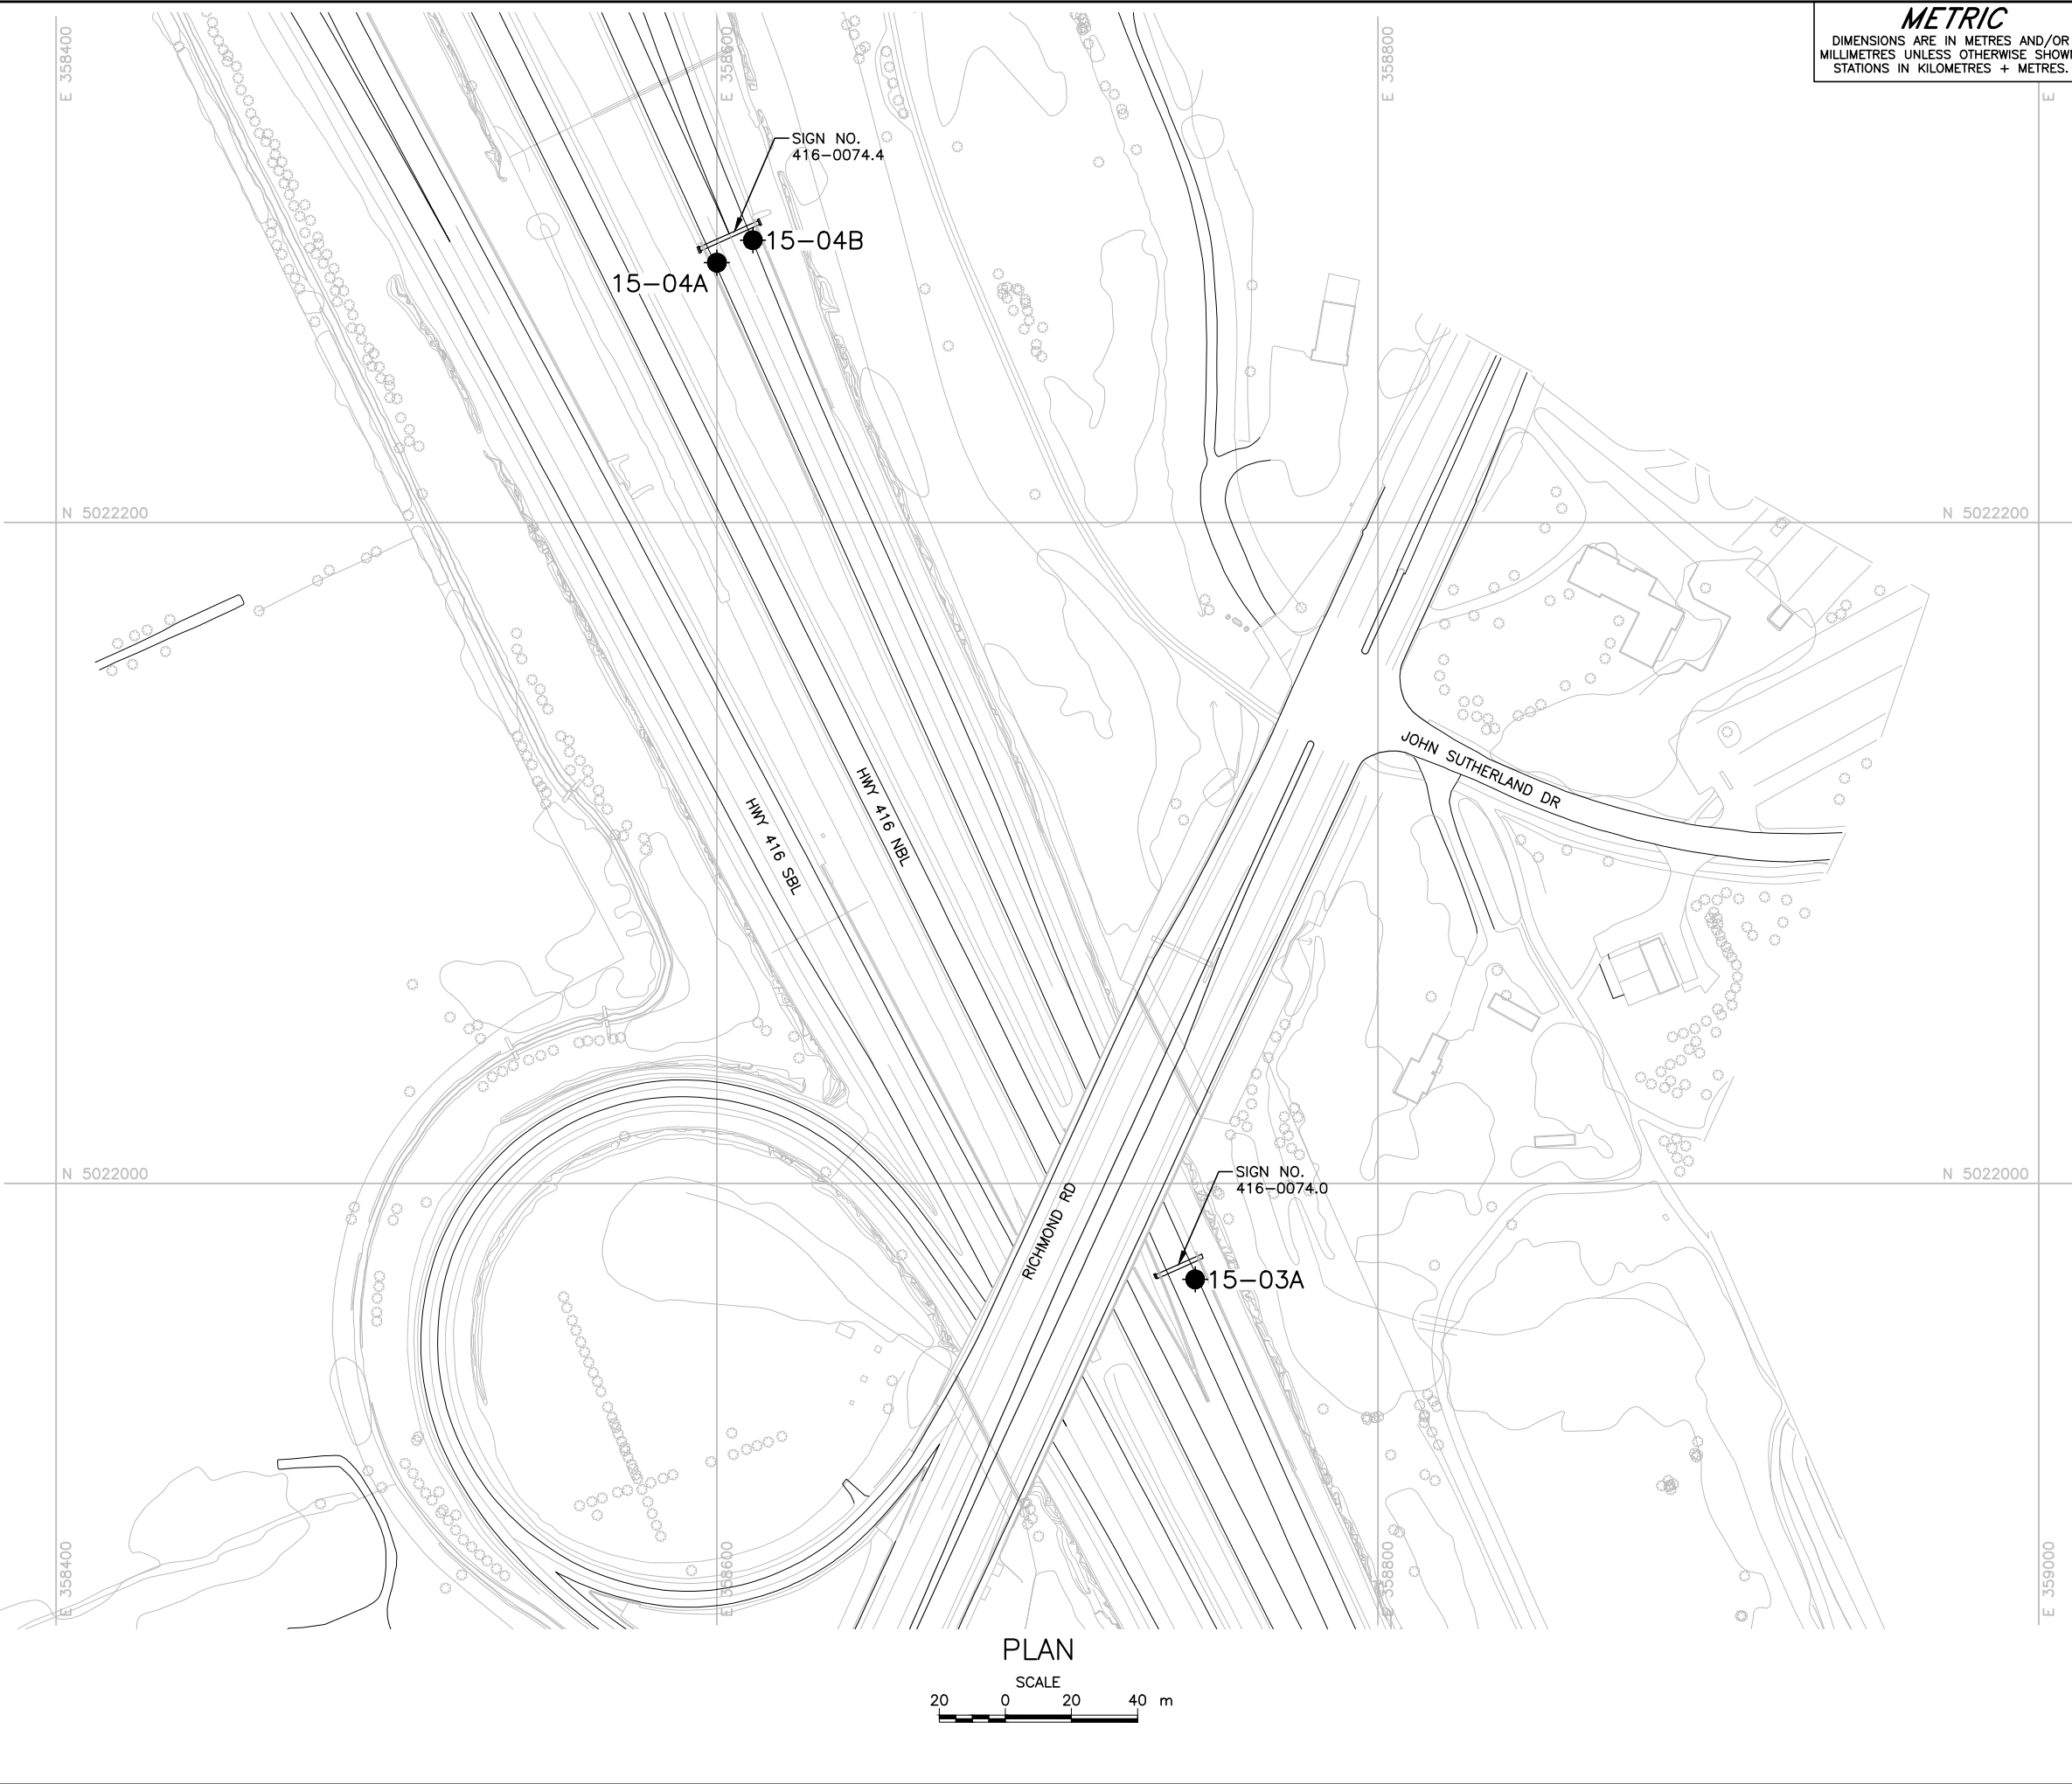 METRIC
DIMENSIONS ARE IN METRES AND/OR
MILLIMETRES UNLESS OTHERWISE
STATIONS IN KILOMETRES + METRES.
E 358400
E 358600
E 358800
E
SIGN NO.
416-0074.4
15-04B
15-04A
N 5022200
N 5022200
JOHN SUTHERLAND DR
HWY 416 NBL
HWY 416 SBL
N 5022000
N 5022000
SIGN NO.
416-0074.0
RICHMOND RD
15-03A
E 358400
E 358600
E 358800
E 359000
PLAN
SCALE
20 0 20 40 m